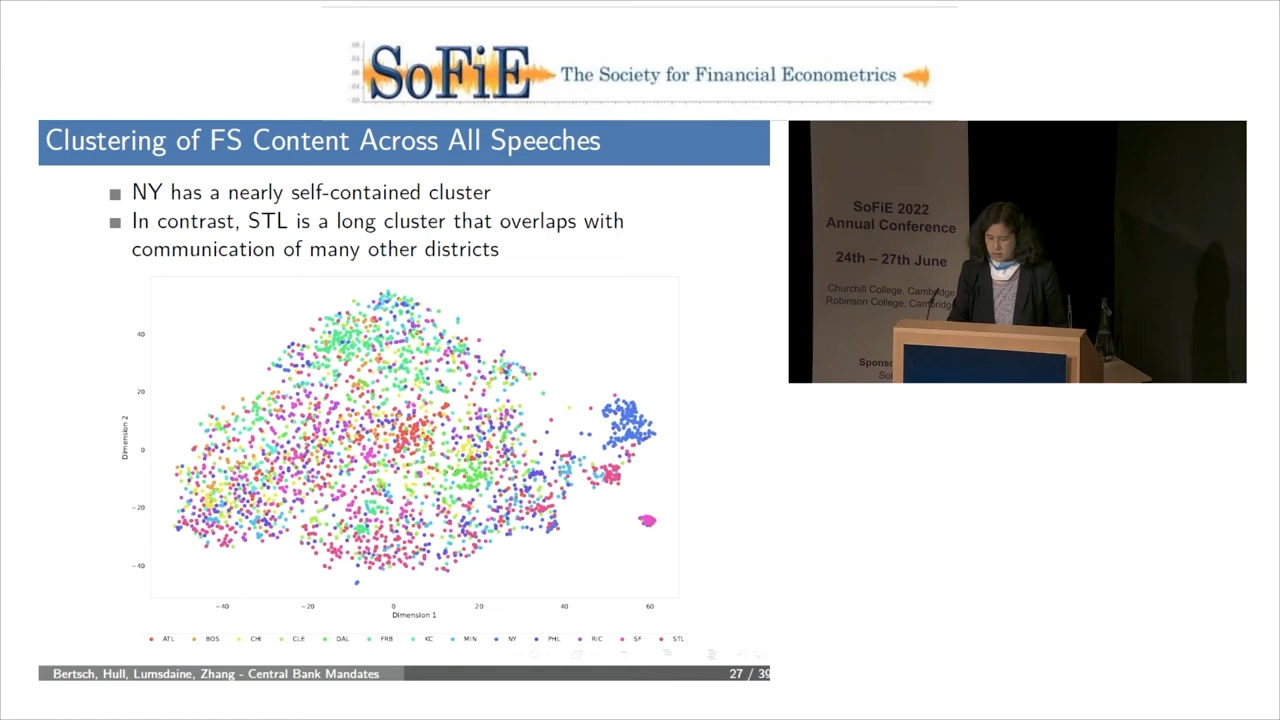 SoFiE
The Society for Financial Econometrics
Clustering of FS Content Across All Speeches
NY has a nearly self-contained cluster
In contrast, STL is a long cluster that overlaps with
communication of many other districts
40
20
0
−20
−40
Dimension 2
−40 −20 0 20 40 60
Dimension 1
ATL BOS CHI CLE DAL FRB KC MIN NY PHL RIC SF STL
Bertsch, Hull, Lumsdaine, Zhang - Central Bank Mandates 27 / 39
SoFiE 2022
Annual Conference
24th – 27th June
Churchill College, Cambridge
Robinson College, Cambridg
Spons